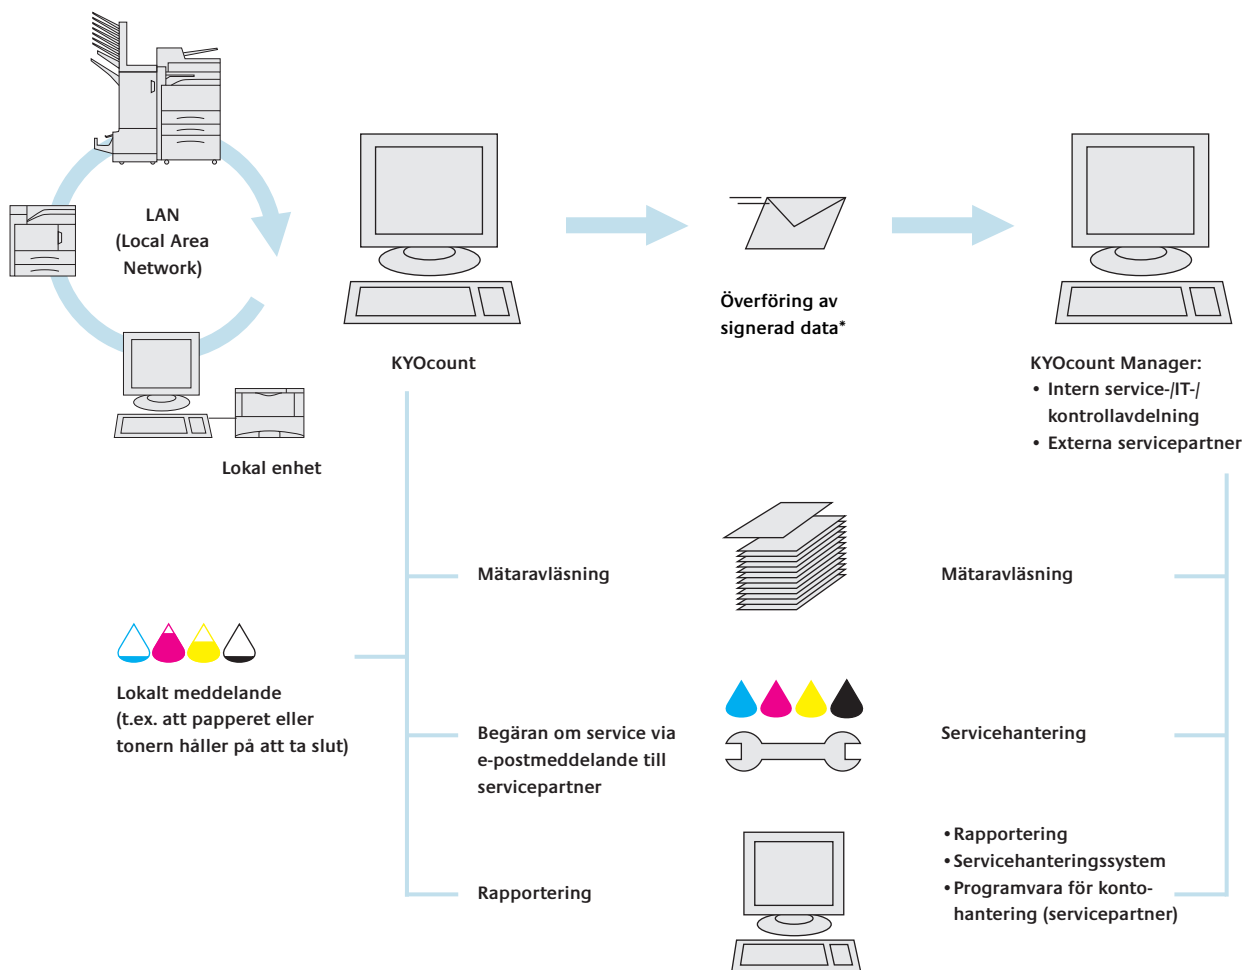 LAN
(Local Area
Network)
Lokal enhet
KYOcount
Överföring av
signerad data*
KYOcount Manager:
• Intern service-/IT-/
kontrollavdelning
• Externa servicepartner
Lokalt meddelande
(t.ex. att papperet eller
tonern håller på att ta slut)
Mätaravläsning
Begäran om service via
e-postmeddelande till
servicepartner
Rapportering
Mätaravläsning
Servicehantering
• Rapportering
• Servicehanteringssystem
• Programvara för konto-
hantering (servicepartner)